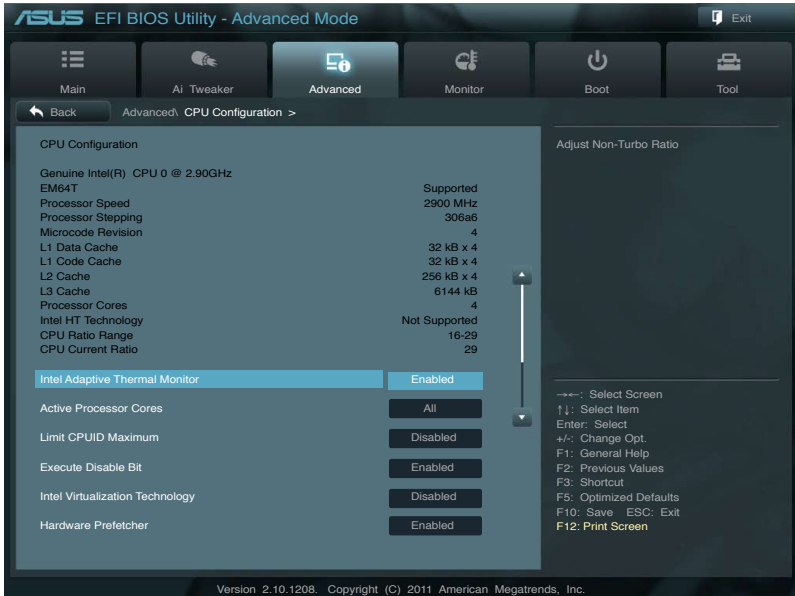 ASUS EFI BIOS Utility - Advanced Mode
Exit
Main
Ai Tweaker
Advanced
Monitor
Boot
Tool
Back
Advanced\ CPU Configuration >
CPU Configuration
Genuine Intel(R) CPU 0 @ 2.90GHz
EM64T Supported
Processor Speed 2900 MHz
Processor Stepping 306a6
Microcode Revision 4
L1 Data Cache 32 kB x 4
L1 Code Cache 32 kB x 4
L2 Cache 256 kB x 4
L3 Cache 6144 kB
Processor Cores 4
Intel HT Technology Not Supported
CPU Ratio Range 16-29
CPU Current Ratio 29
Intel Adaptive Thermal Monitor Enabled
Active Processor Cores All
Limit CPUID Maximum Disabled
Execute Disable Bit Enabled
Intel Virtualization Technology Disabled
Hardware Prefetcher Enabled
Adjust Non-Turbo Ratio
→←: Select Screen
↑↓: Select Item
Enter: Select
+/-: Change Opt.
F1: General Help
F2: Previous Values
F3: Shortcut
F5: Optimized Defaults
F10: Save ESC: Exit
F12: Print Screen
Version 2.10.1208. Copyright (C) 2011 American Megatrends, Inc.